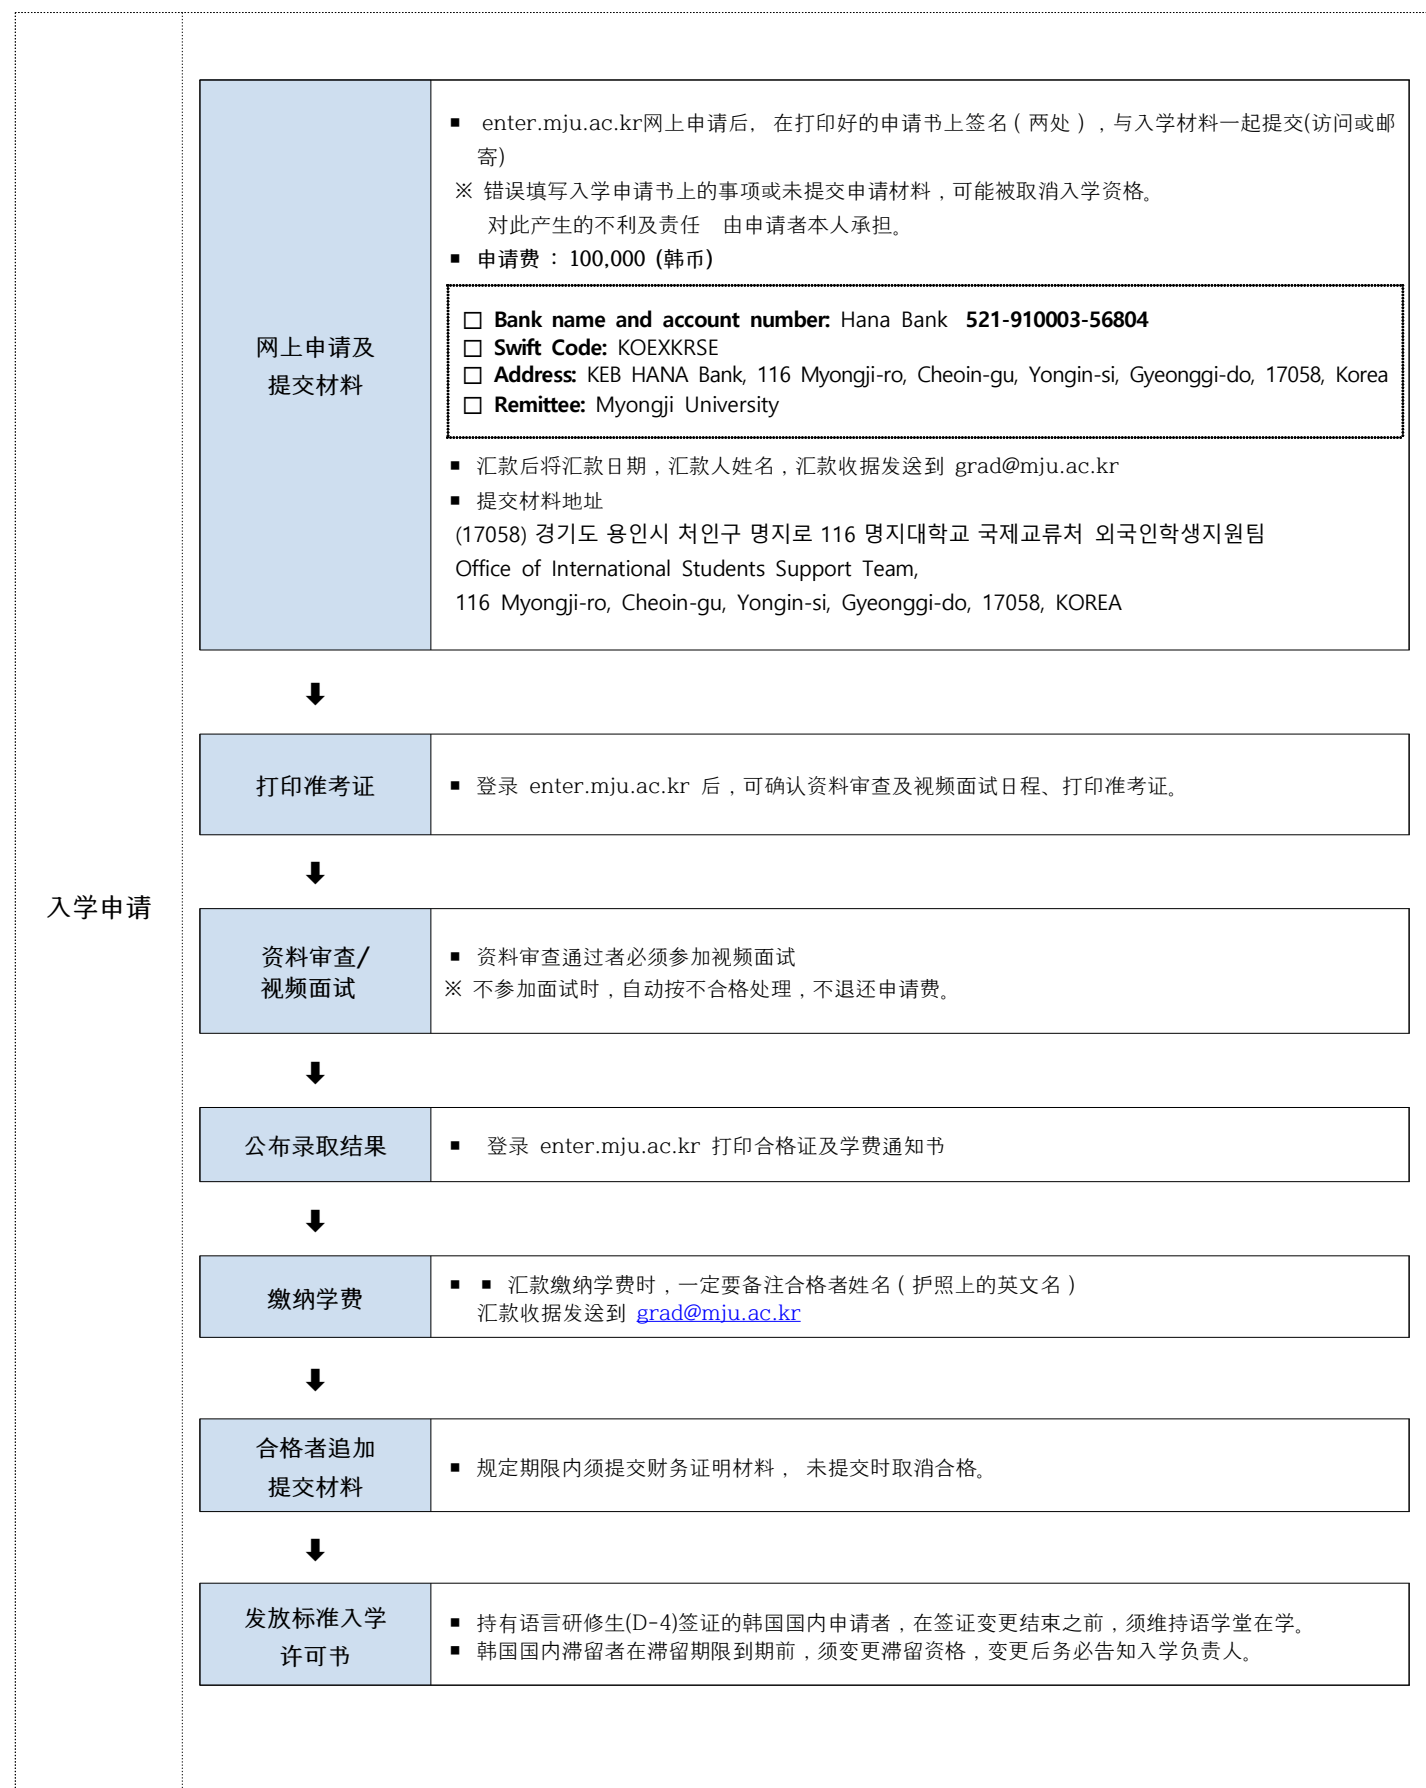 入学申请
网上申请及
提交材料
■ enter.mju.ac.kr网上申请后, 在打印好的申请书上签名(两处),与入学材料一起提交(访问或邮
寄)
※ 错误填写入学申请书上的事项或未提交申请材料,可能被取消入学资格。
对此产生的不利及责任 由申请者本人承担。
■ 申请费 : 100,000 (韩币)
□ Bank name and account number: Hana Bank 521-910003-56804
□ Swift Code: KOEXKRSE
□ Address: KEB HANA Bank, 116 Myongji-ro, Cheoin-gu, Yongin-si, Gyeonggi-do, 17058, Korea
□ Remittee: Myongji University
■ 汇款后将汇款日期,汇款人姓名,汇款收据发送到 grad@mju.ac.kr
■ 提交材料地址
(17058) 경기도 용인시 처인구 명지로 116 명지대학교 국제교류처 외국인학생지원팀
Office of International Students Support Team,
116 Myongji-ro, Cheoin-gu, Yongin-si, Gyeonggi-do, 17058, KOREA
打印准考证
■ 登录 enter.mju.ac.kr 后,可确认资料审查及视频面试日程、打印准考证。
资料审查/
视频面试
■ 资料审查通过者必须参加视频面试
※ 不参加面试时,自动按不合格处理,不退还申请费。
公布录取结果
■ 登录 enter.mju.ac.kr 打印合格证及学费通知书
缴纳学费
■ ■ 汇款缴纳学费时,一定要备注合格者姓名(护照上的英文名)
汇款收据发送到 grad@mju.ac.kr
合格者追加
提交材料
■ 规定期限内须提交财务证明材料, 未提交时取消合格。
发放标准入学
许可书
■ 持有语言研修生(D-4)签证的韩国国内申请者,在签证变更结束之前,须维持语学堂在学。
■ 韩国国内滞留者在滞留期限到期前,须变更滞留资格,变更后务必告知入学负责人。